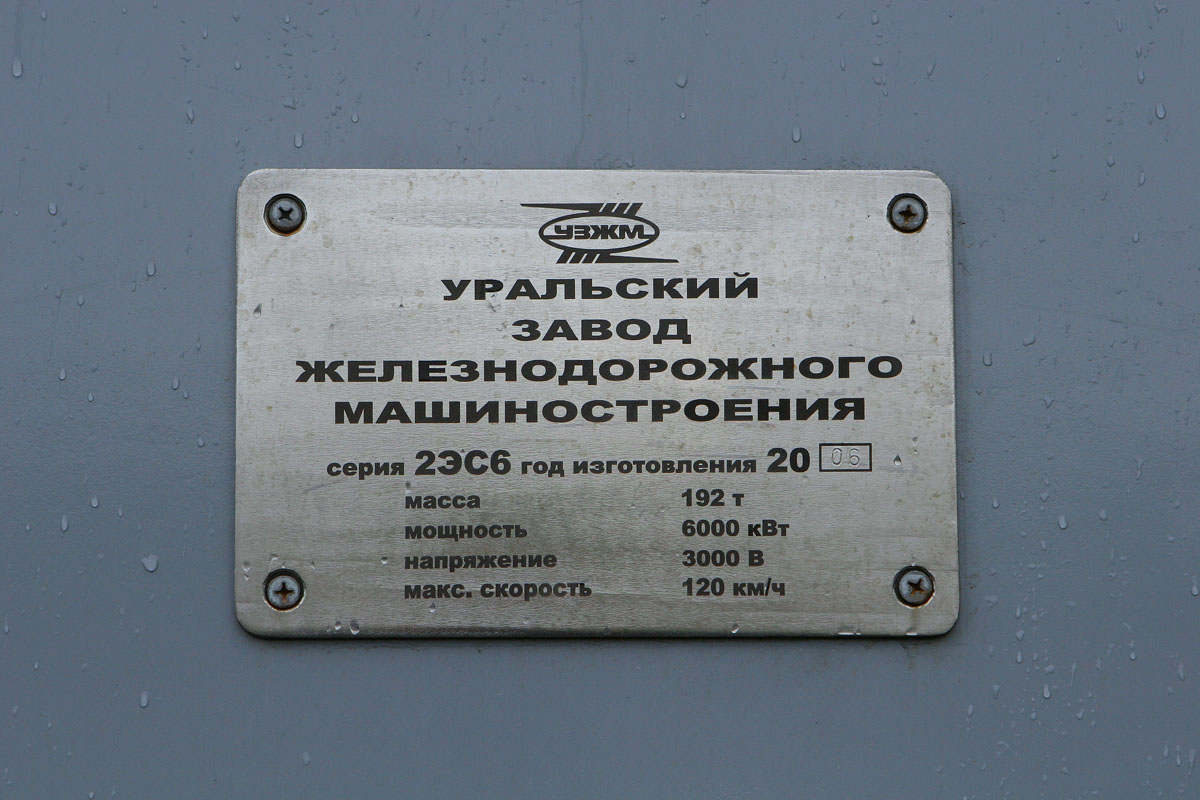 УЗЖМ
УРАЛЬСКИЙ
ЗАВОД
ЖЕЛЕЗНОДОРОЖНОГО
МАШИНОСТРОЕНИЯ
серия 2ЭС6 год изготовления 20 06
масса 192 т
мощность 6000 кВт
напряжение 3000 В
макс. скорость 120 км/ч